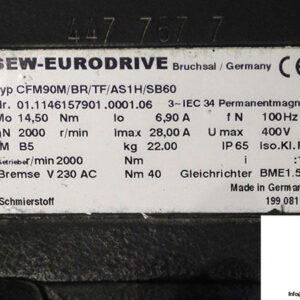 447 767 7
SEW-EURODRIVE Bruchsal / Germany CE
yp CFM90M/BR/TF/AS1H/SB60
Nr. 01.1146157901.0001.06 3~IEC 34 Permanentmagn
Mo 14,50 Nm Io 6,90 A f N 100Hz
N 2000 r/min Imax 28,00 A U max 400V
M B5 kg 22.00 IP 65 Iso.Kl.F
Getriebe r/min 2000 Nm i :1
Bremse V 230 AC Nm 40 Gleichrichter BME1.5
Made in German
Schmierstoff 199 081